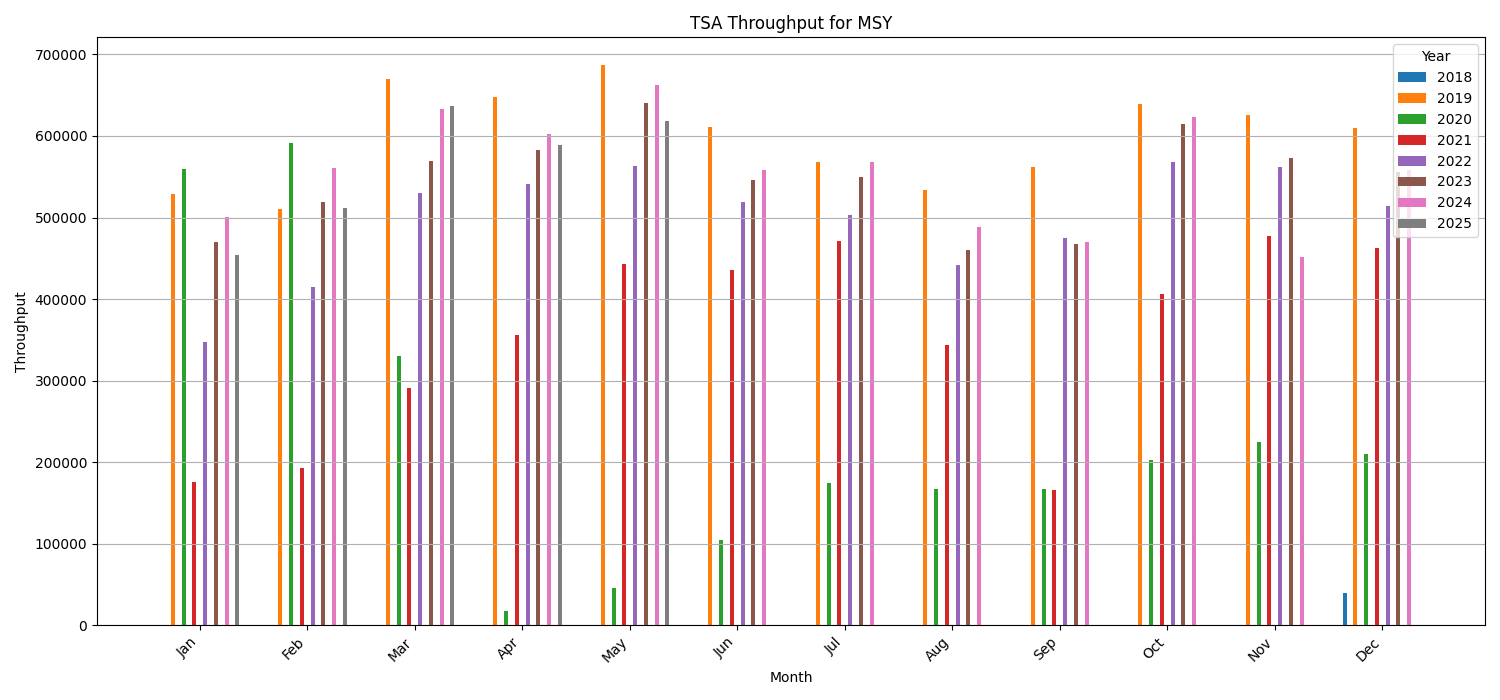 TSA Throughput for MSY
Throughput
700000
600000
500000
400000
300000
200000
100000
0
Year
2018
2019
2020
2021
2022
2023
2024
2025
Jan
Feb
Mar
Apr
May
Jun
Jul
Aug
Sep
Oct
Nov
Dec
Month